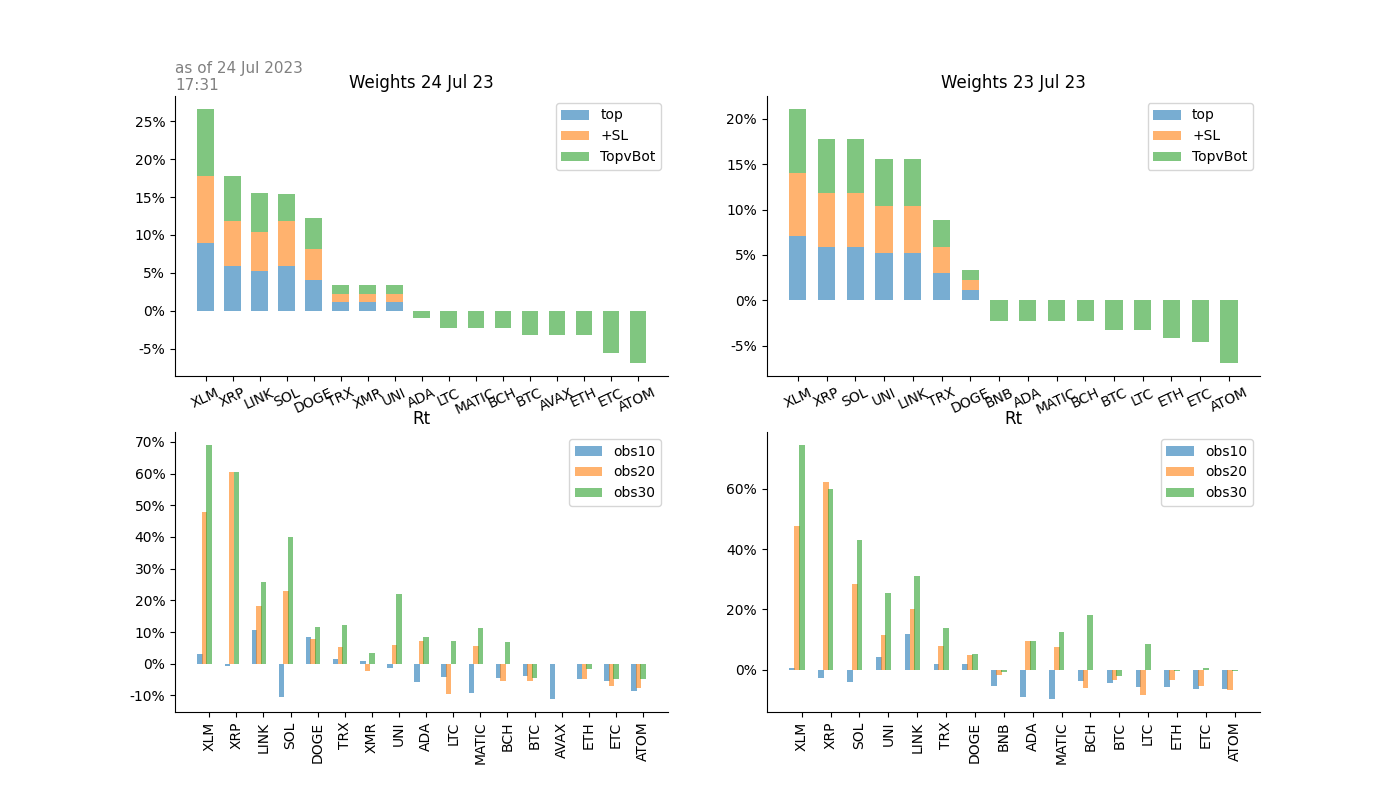 as of 24 Jul 2023
17:31
Weights 24 Jul 23
25%
20%
15%
10%
5%
0%
-5%
top
+SL
TopvBot
XLM XRP LINK SOL DOGE TRX XMR UNI ADA LTC MATIC BCH BTC AVAX ETH ETC ATOM
Weights 23 Jul 23
20%
15%
10%
5%
0%
-5%
top
+SL
TopvBot
XLM XRP SOL UNI LINK TRX DOGE BNB ADA MATIC BCH BTC LTC ETH ETC ATOM
Rt
70%
60%
50%
40%
30%
20%
10%
0%
-10%
obs10
obs20
obs30
XLM XRP LINK SOL DOGE TRX XMR UNI ADA LTC MATIC BCH BTC AVAX ETH ETC ATOM
Rt
60%
40%
20%
0%
obs10
obs20
obs30
XLM XRP SOL UNI LINK TRX DOGE BNB ADA MATIC BCH BTC LTC ETH ETC ATOM